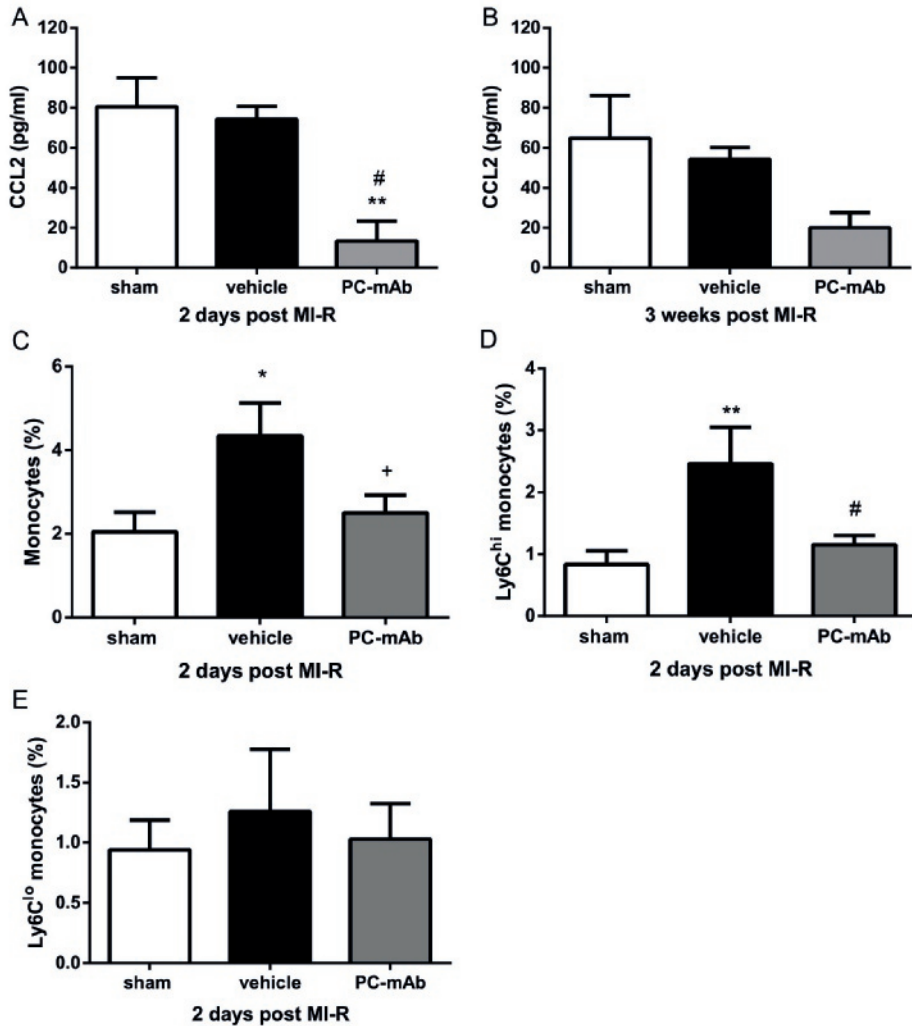 A
CCL2 (pg/ml)
120
100
80
60
40
20
0
#
**
sham vehicle PC-mAb
2 days post MI-R
B
CCL2 (pg/ml)
120
100
80
60
40
20
0
sham vehicle PC-mAb
3 weeks post MI-R
C
Monocytes (%)
6
4
2
0
*
+
sham vehicle PC-mAb
2 days post MI-R
D
Ly6C^hi monocytes (%)
4
3
2
1
0
**
#
sham vehicle PC-mAb
2 days post MI-R
E
Ly6C^lo monocytes (%)
2.0
1.5
1.0
0.5
0.0
sham vehicle PC-mAb
2 days post MI-R